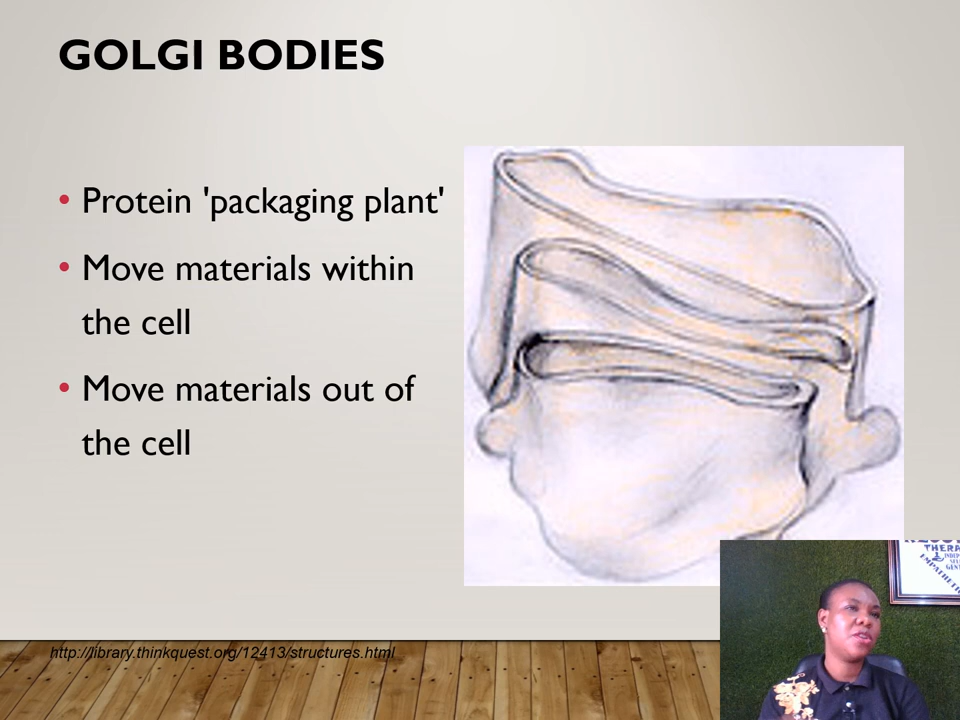 GOLGI BODIES
• Protein 'packaging plant'
• Move materials within
the cell
• Move materials out of
the cell
http://library.thinkquest.org/12413/structures.html
THERA